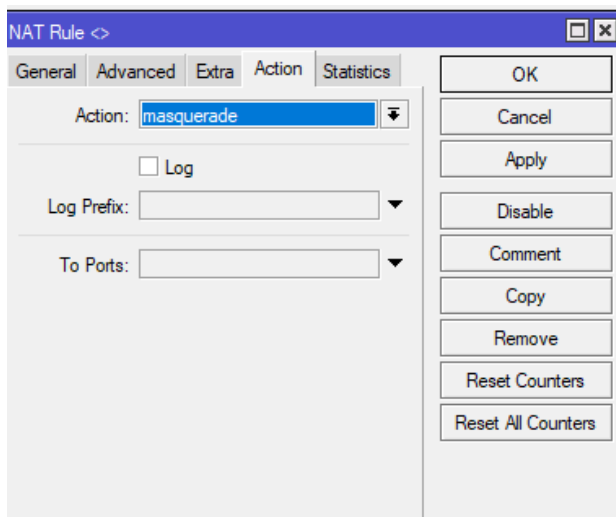 NAT Rule <>
General Advanced Extra Action Statistics
Action: masquerade
Log
Log Prefix:
To Ports:
OK
Cancel
Apply
Disable
Comment
Copy
Remove
Reset Counters
Reset All Counters